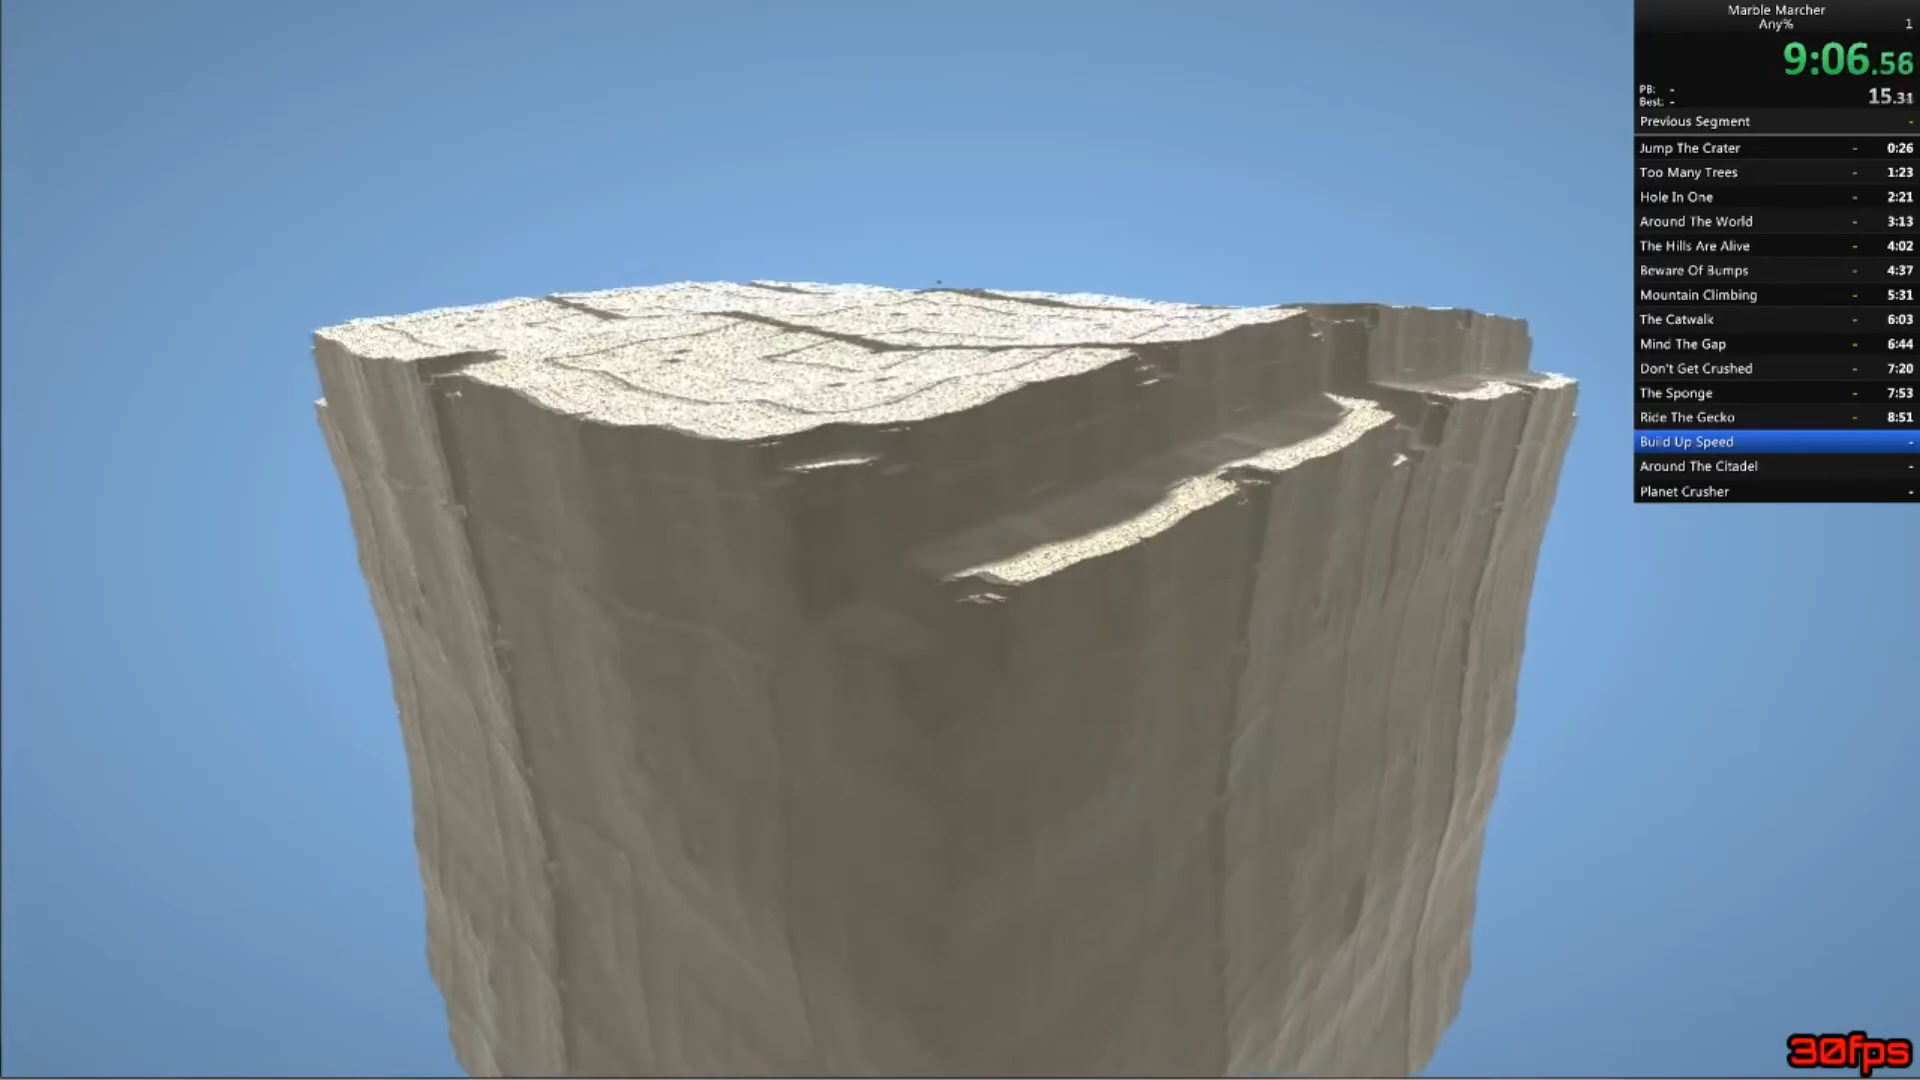 Marble Marcher
Any% 1
9:06.56
PB: -
Best: - 15.31
Previous Segment -
Jump The Crater - 0:26
Too Many Trees - 1:23
Hole In One - 2:21
Around The World - 3:13
The Hills Are Alive - 4:02
Beware Of Bumps - 4:37
Mountain Climbing - 5:31
The Catwalk - 6:03
Mind The Gap - 6:44
Don't Get Crushed - 7:20
The Sponge - 7:53
Ride The Gecko - 8:51
Build Up Speed -
Around The Citadel -
Planet Crusher -
30fps